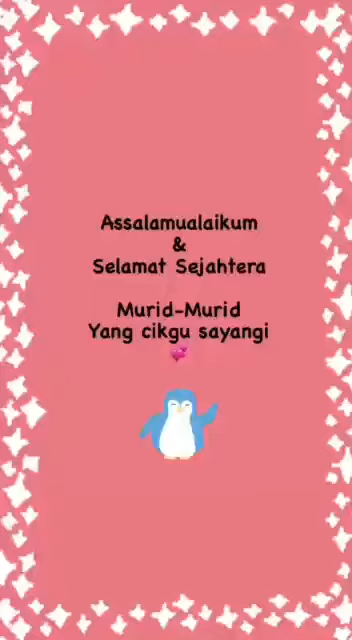 Assalamualaikum
&
Selamat Sejahtera
Murid-Murid
Yang cikgu sayangi